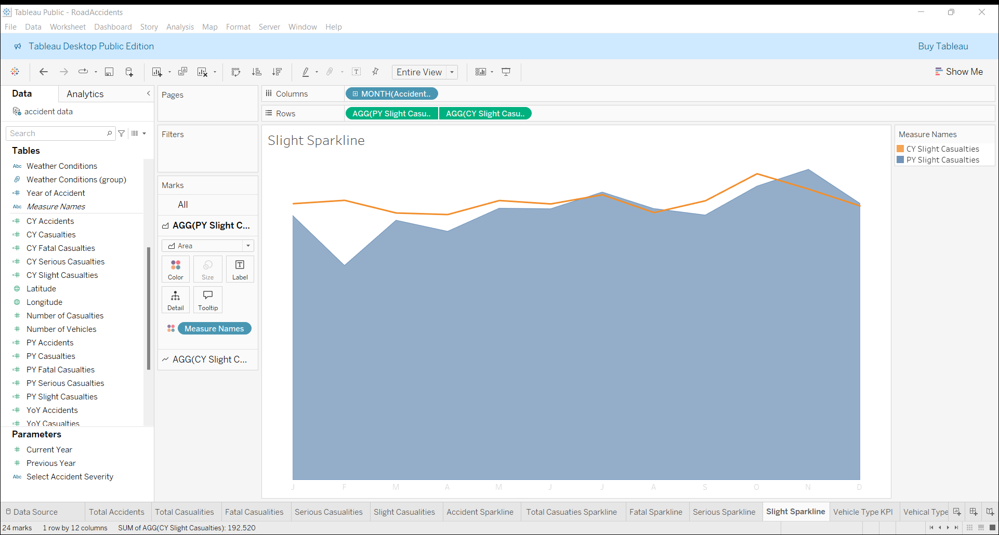 Tableau Public - RoadAccidents
File Data Worksheet Dashboard Story Analysis Map Format Server Window Help
Tableau Desktop Public Edition
Buy Tableau
Entire View
Show Me
Data
Analytics
accident data
Search
Tables
Abc Weather Conditions
Weather Conditions (group)
Year of Accident
Abc Measure Names
CY Accidents
CY Casualties
CY Fatal Casualties
CY Serious Casualties
CY Slight Casualties
Latitude
Longitude
Number of Casualties
Number of Vehicles
PY Accidents
PY Casualties
PY Fatal Casualties
PY Serious Casualties
PY Slight Casualties
YoY Accidents
YoY Casualties
Parameters
Current Year
Previous Year
Abc Select Accident Severity
Pages
Filters
Marks
All
AGG(PY Slight C...
Area
Color
Size
Label
Detail
Tooltip
Measure Names
AGG(CY Slight C...
Columns
MONTH(Accident..
Rows
AGG(PY Slight Casu.. AGG(CY Slight Casu..
Slight Sparkline
J F M A M J J A S O N D
Measure Names
CY Slight Casualties
PY Slight Casualties
Data Source Total Accidents Total Casualities Fatal Casualities Serious Casualities Slight Casualities Accident Sparkline Total Casuaties Sparkline Fatal Sparkline Serious Sparkline Slight Sparkline Vehicle Type KPI Vehical Type
24 marks 1 row by 12 columns SUM of AGG(CY Slight Casualties): 192,520